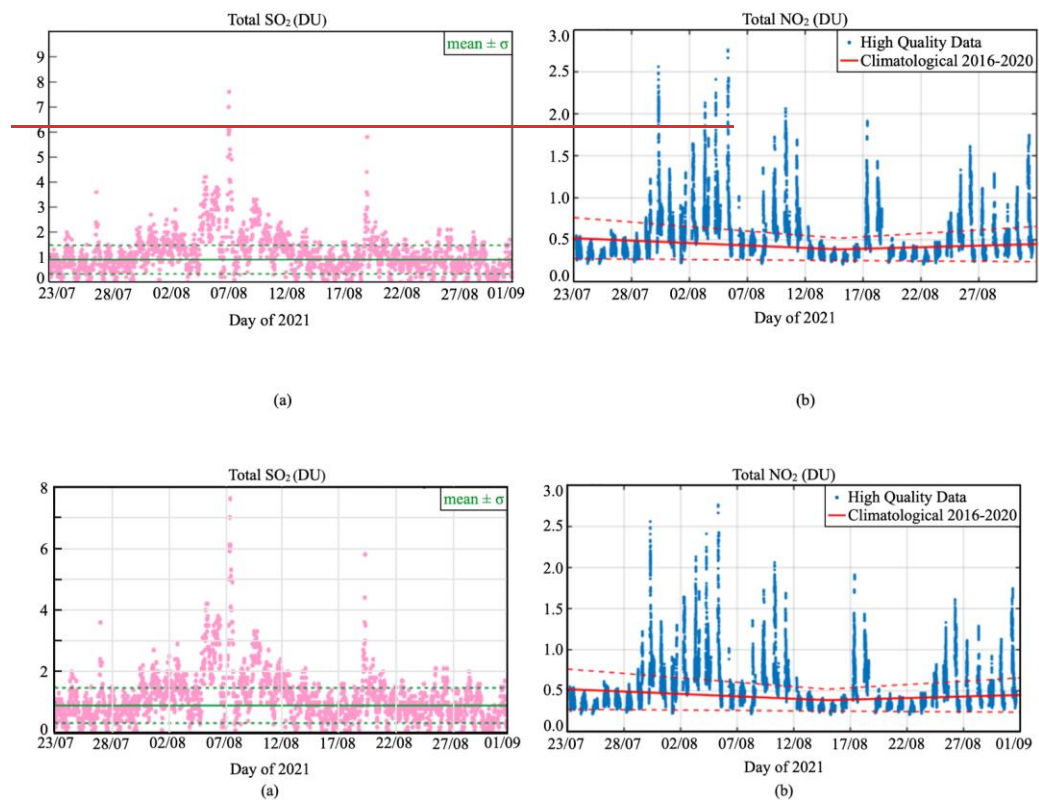 Total SO₂ (DU)
mean ± σ
9
8
7
6
5
4
3
2
1
0
23/07 28/07 02/08 07/08 12/08 17/08 22/08 27/08 01/09
Day of 2021
(a)
Total NO₂ (DU)
High Quality Data
Climatological 2016-2020
3.0
2.5
2.0
1.5
1.0
0.5
0.0
23/07 28/07 02/08 07/08 12/08 17/08 22/08 27/08
Day of 2021
(b)
Total SO₂ (DU)
mean ± σ
8
6
4
2
0
23/07 28/07 02/08 07/08 12/08 17/08 22/08 27/08 01/09
Day of 2021
(a)
Total NO₂ (DU)
High Quality Data
Climatological 2016-2020
3.0
2.5
2.0
1.5
1.0
0.5
0.0
23/07 28/07 02/08 07/08 12/08 17/08 22/08 27/08 01/09
Day of 2021
(b)